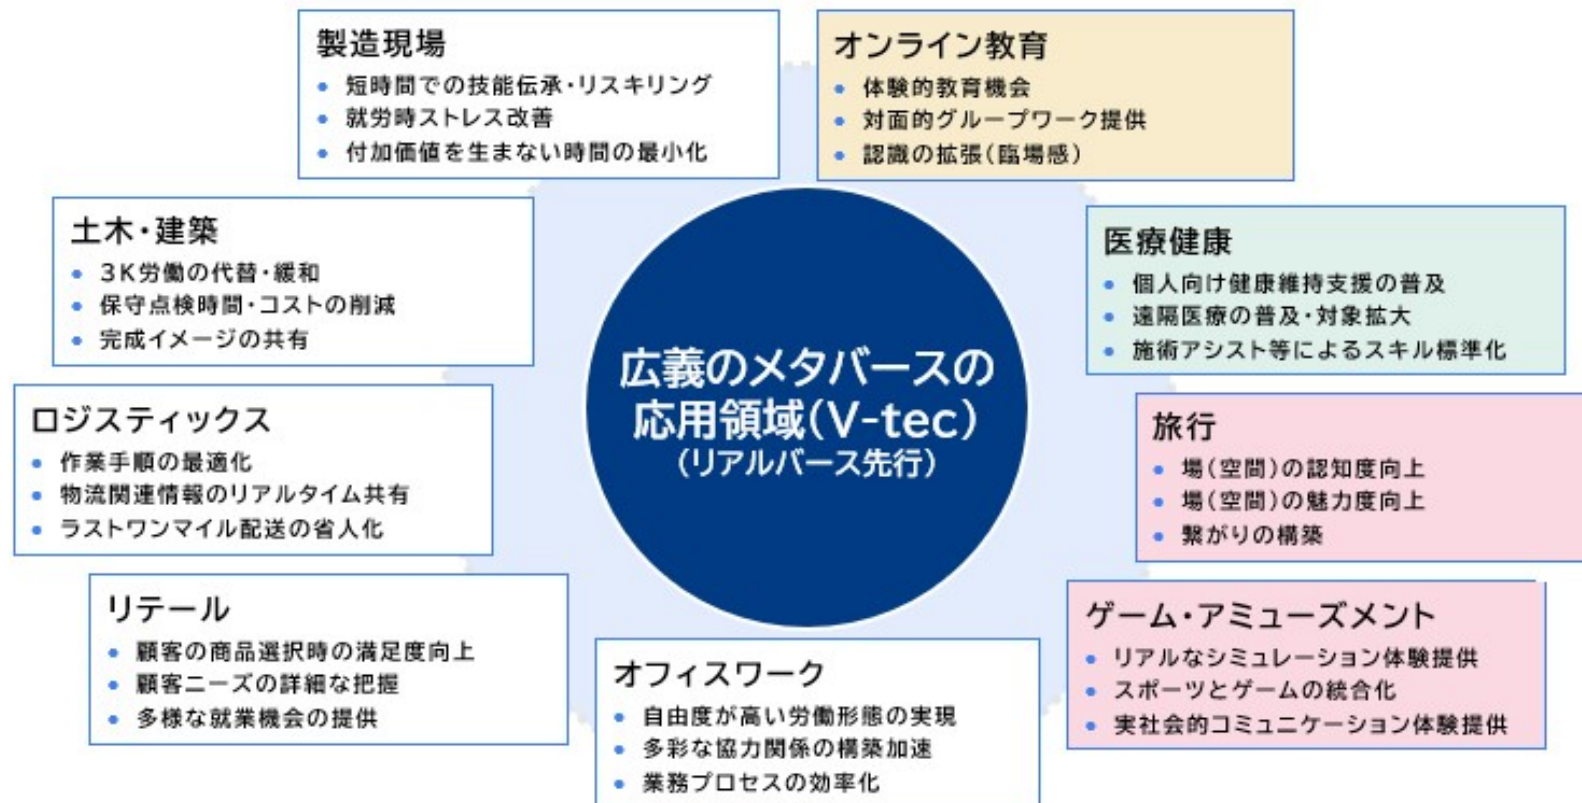 製造現場
• 短時間での技能伝承・リスキリング
• 就労時ストレス改善
• 付加価値を生まない時間の最小化
オンライン教育
• 体験的教育機会
• 対面的グループワーク提供
• 認識の拡張(臨場感)
土木・建築
• 3K労働の代替・緩和
• 保守点検時間・コストの削減
• 完成イメージの共有
医療健康
• 個人向け健康維持支援の普及
• 遠隔医療の普及・対象拡大
• 施術アシスト等によるスキル標準化
広義のメタバースの
応用領域(V-tec)
(リアルバース先行)
ロジスティックス
• 作業手順の最適化
• 物流関連情報のリアルタイム共有
• ラストワンマイル配送の省人化
旅行
• 場(空間)の認知度向上
• 場(空間)の魅力度向上
• 繋がりの構築
リテール
• 顧客の商品選択時の満足度向上
• 顧客ニーズの詳細な把握
• 多様な就業機会の提供
オフィスワーク
• 自由度が高い労働形態の実現
• 多彩な協力関係の構築加速
• 業務プロセスの効率化
ゲーム・アミューズメント
• リアルなシミュレーション体験提供
• スポーツとゲームの統合化
• 実社会的コミュニケーション体験提供